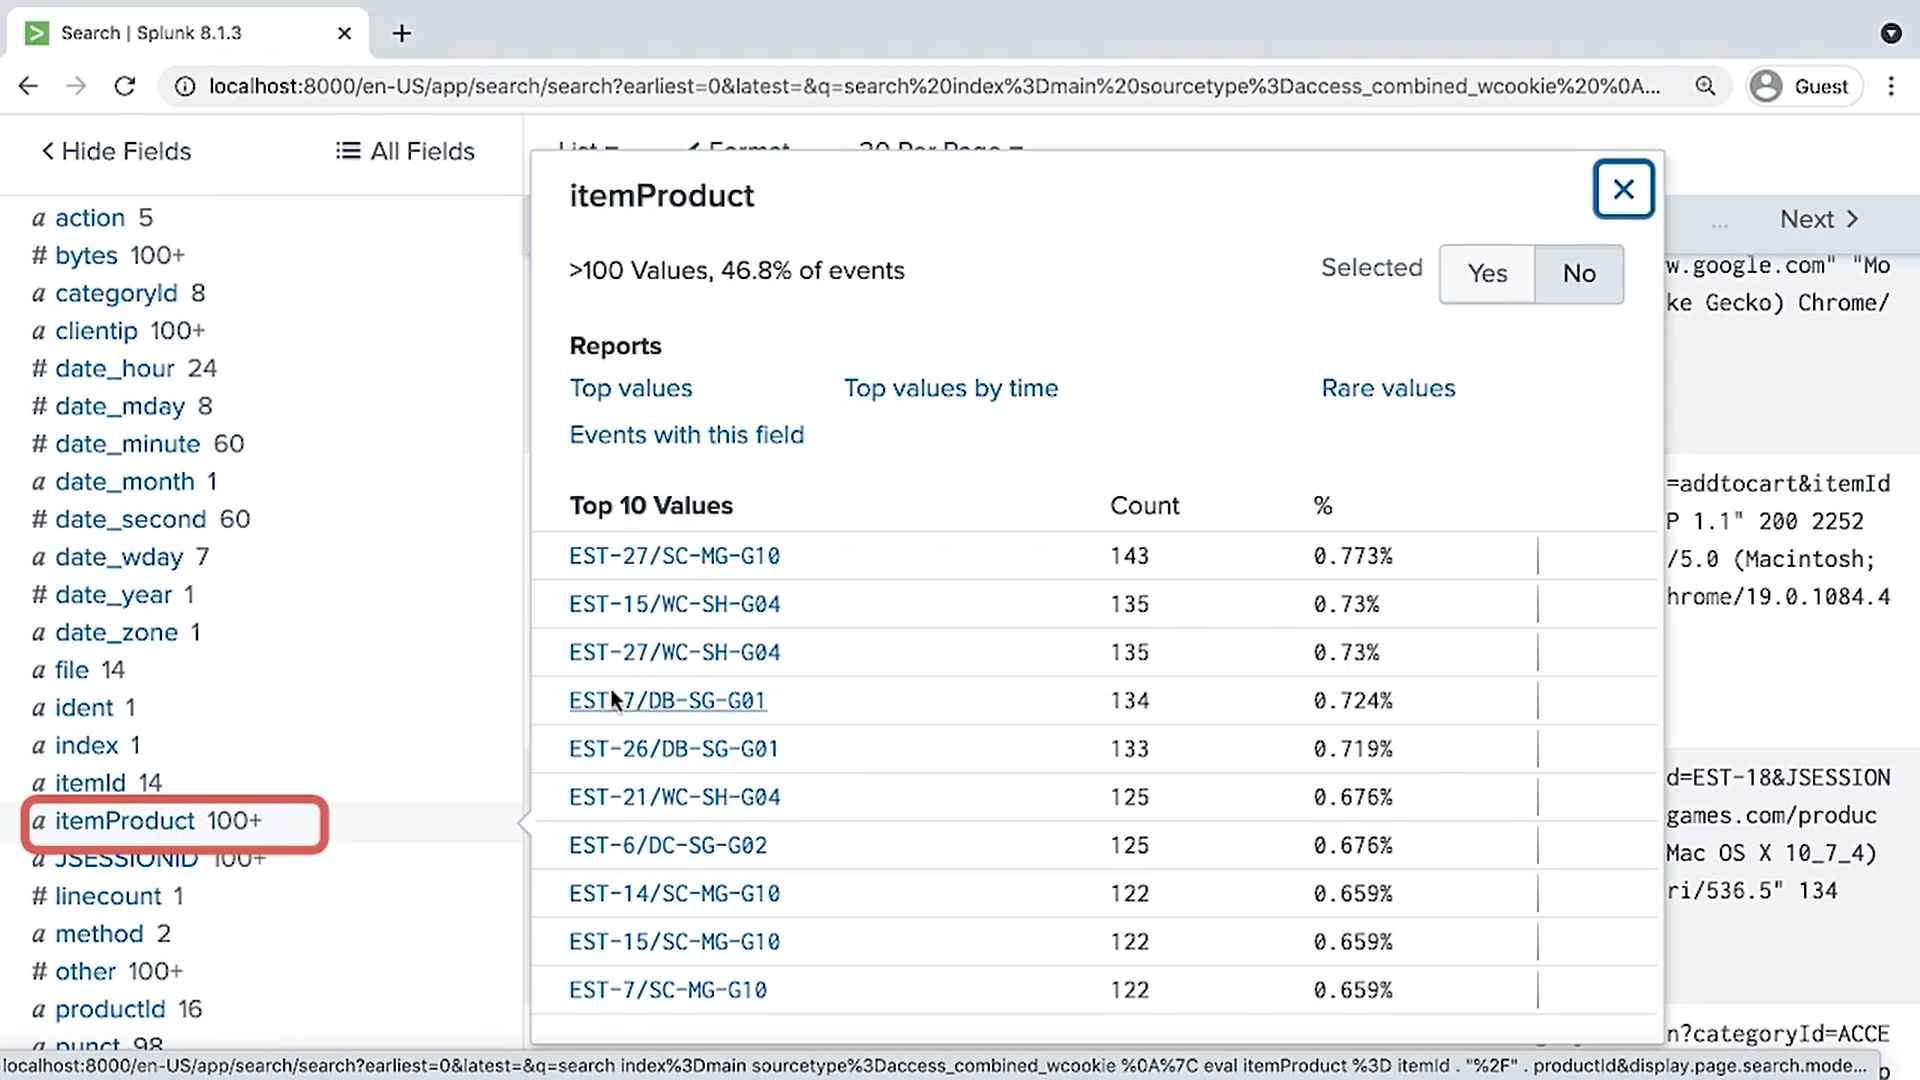 Search | Splunk 8.1.3
localhost:8000/en-US/app/search/search?earliest=0&latest=&q=search%20index%3Dmain%20sourcetype%3Daccess_combined_wcookie%20%0A...
Guest
Hide Fields
All Fields
List
Format
20 Per Page
a action 5
# bytes 100+
a categoryId 8
a clientip 100+
# date_hour 24
# date_mday 8
# date_minute 60
a date_month 1
# date_second 60
a date_wday 7
# date_year 1
a date_zone 1
a file 14
a ident 1
a index 1
a itemId 14
a itemProduct 100+
a JSESSIONID 100+
# linecount 1
a method 2
# other 100+
a productId 16
a punct 98
itemProduct
>100 Values, 46.8% of events
Selected Yes No
Reports
Top values Top values by time Rare values
Events with this field
Top 10 Values Count %
EST-27/SC-MG-G10 143 0.773%
EST-15/WC-SH-G04 135 0.73%
EST-27/WC-SH-G04 135 0.73%
/DB-SG-G01 134 0.724%
EST-26/DB-SG-G01 133 0.719%
EST-21/WC-SH-G04 125 0.676%
EST-6/DC-SG-G02 125 0.676%
EST-14/SC-MG-G10 122 0.659%
EST-15/SC-MG-G10 122 0.659%
EST-7/SC-MG-G10 122 0.659%
... Next
w.google.com" "Mo
ke Gecko) Chrome/
=addtocart&itemId
P 1.1" 200 2252
/5.0 (Macintosh;
hrome/19.0.1084.4
d=EST-18&JSESSION
games.com/produc
Mac OS X 10_7_4)
ri/536.5" 134
n?categoryId=ACCE
localhost:8000/en-US/app/search/search?earliest=0&latest=&q=search index%3Dmain sourcetype%3Daccess_combined_wcookie %0A%7C eval itemProduct %3D itemId . "%2F" . productId&display.page.search.mode...